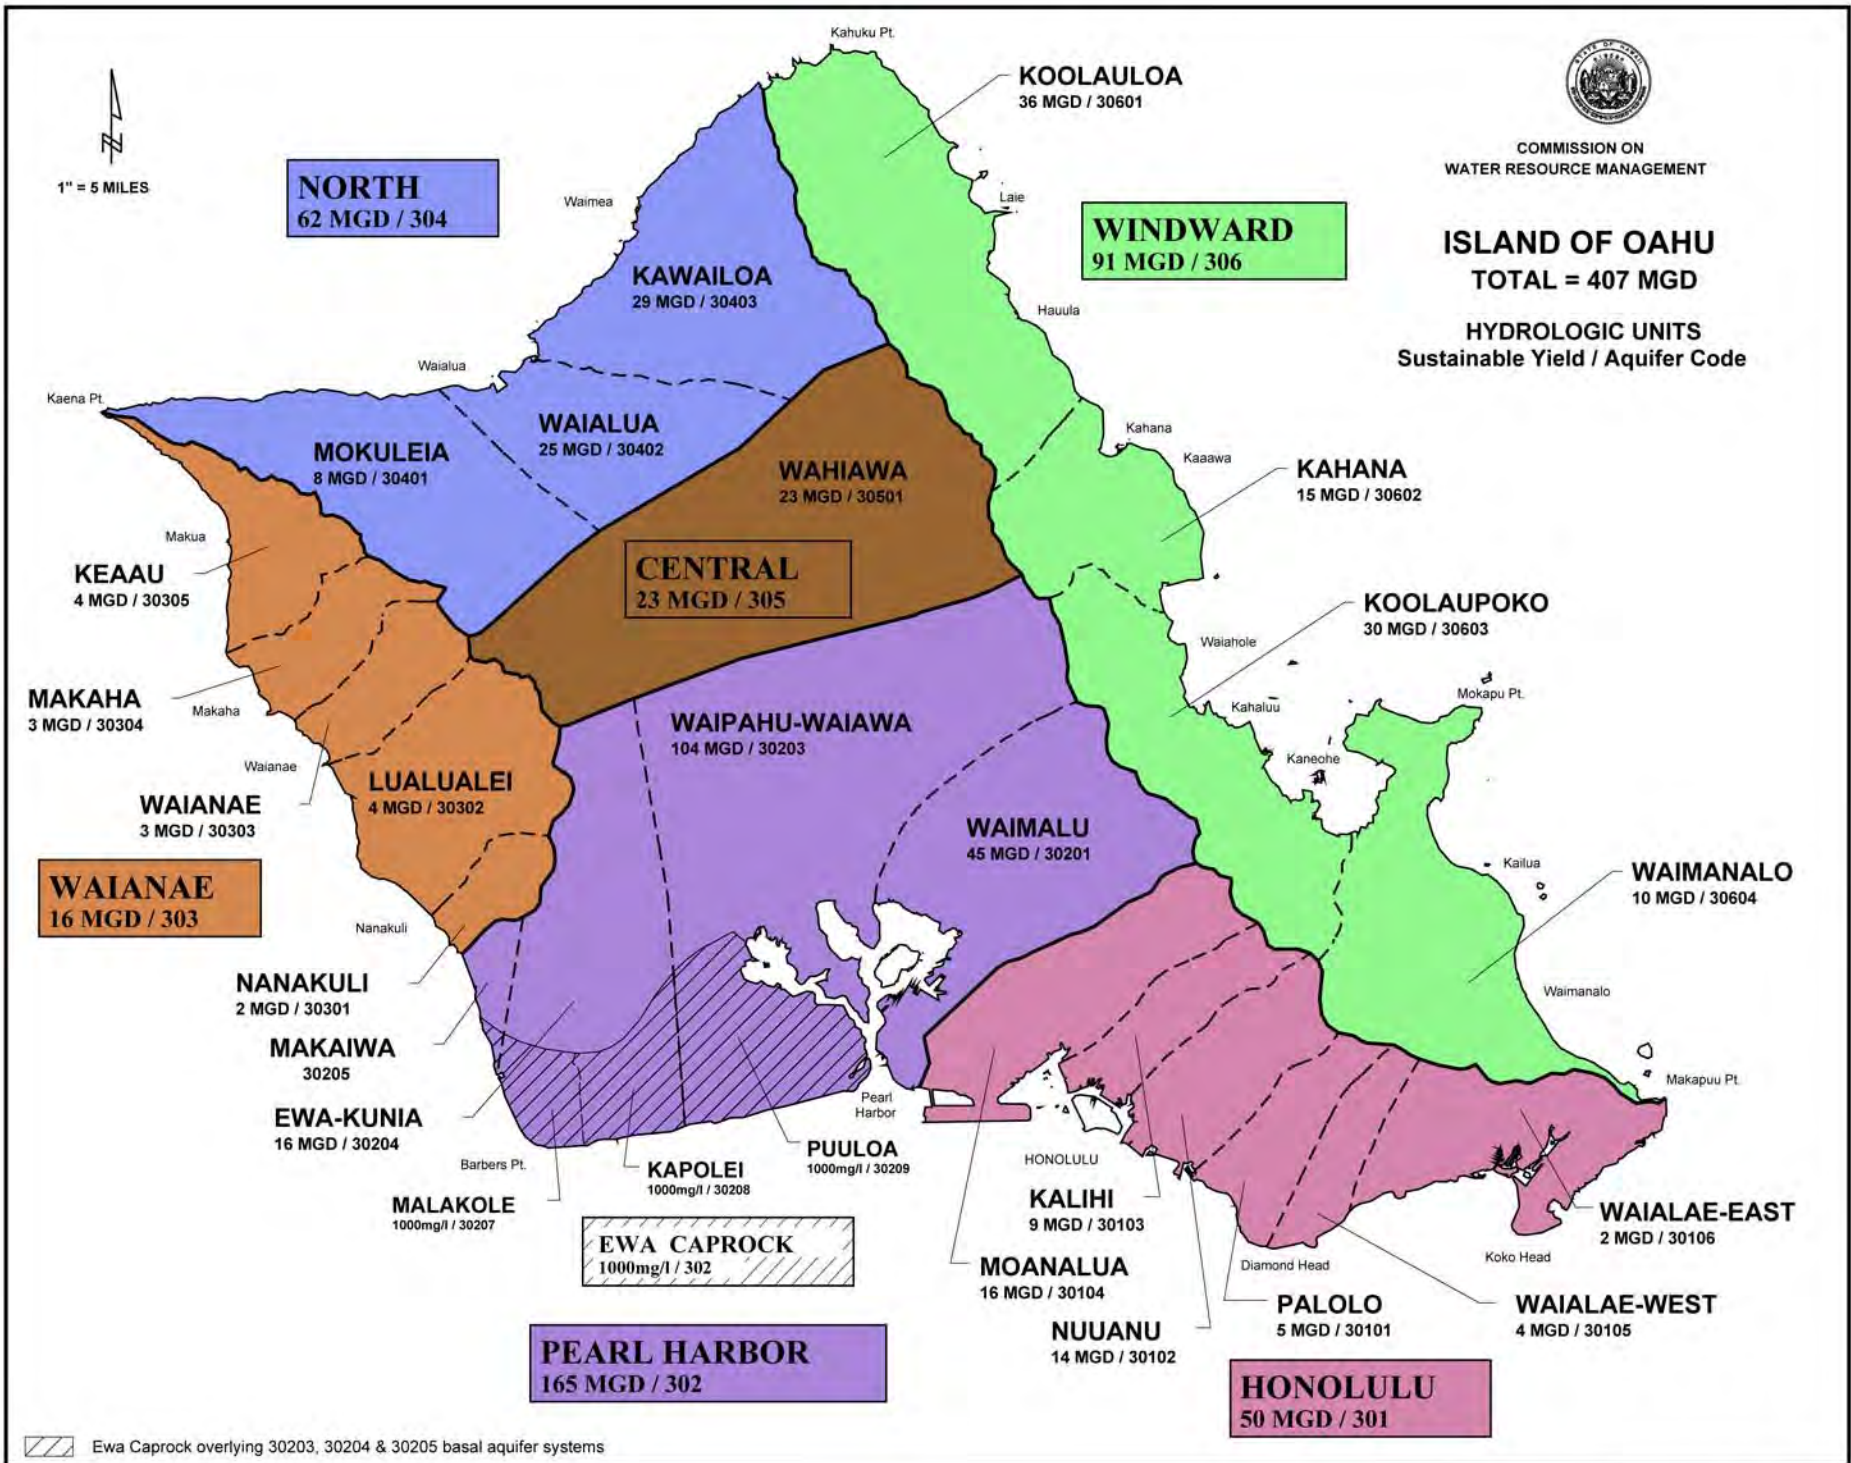 Kahuku Pt.
KOOLAULOA
36 MGD / 30601
STATE OF HAWAII
COMMISSION ON
WATER RESOURCE MANAGEMENT
1" = 5 MILES
NORTH
62 MGD / 304
Waimea
Laie
WINDWARD
91 MGD / 306
ISLAND OF OAHU
TOTAL = 407 MGD
HYDROLOGIC UNITS
Sustainable Yield / Aquifer Code
KAWAILOA
29 MGD / 30403
Hauula
Waialua
Kaena Pt.
WAIALUA
25 MGD / 30402
MOKULEIA
8 MGD / 30401
WAHIAWA
23 MGD / 30501
Kahana
Kaaawa
KAHANA
15 MGD / 30602
Makua
KEAAU
4 MGD / 30305
CENTRAL
23 MGD / 305
KOOLAUPOKO
30 MGD / 30603
Waiahole
MAKAHA
3 MGD / 30304
Makaha
Mokapu Pt.
Kahaluu
WAIPAHU-WAIAWA
104 MGD / 30203
Waianae
Kaneohe
LUALUALEI
4 MGD / 30302
WAIANAE
3 MGD / 30303
WAIMALU
45 MGD / 30201
Kailua
WAIMANALO
10 MGD / 30604
WAIANAE
16 MGD / 303
Nanakuli
NANAKULI
2 MGD / 30301
Waimanalo
MAKAIWA
30205
Makapuu Pt.
EWA-KUNIA
16 MGD / 30204
Pearl
Harbor
Barbers Pt.
PUULOA
1000mg/l / 30209
KAPOLEI
1000mg/l / 30208
MALAKOLE
1000mg/l / 30207
HONOLULU
KALIHI
9 MGD / 30103
WAIALAE-EAST
2 MGD / 30106
EWA CAPROCK
1000mg/l / 302
Diamond Head
Koko Head
MOANALUA
16 MGD / 30104
PALOLO
5 MGD / 30101
WAIALAE-WEST
4 MGD / 30105
NUUANU
14 MGD / 30102
PEARL HARBOR
165 MGD / 302
HONOLULU
50 MGD / 301
Ewa Caprock overlying 30203, 30204 & 30205 basal aquifer systems